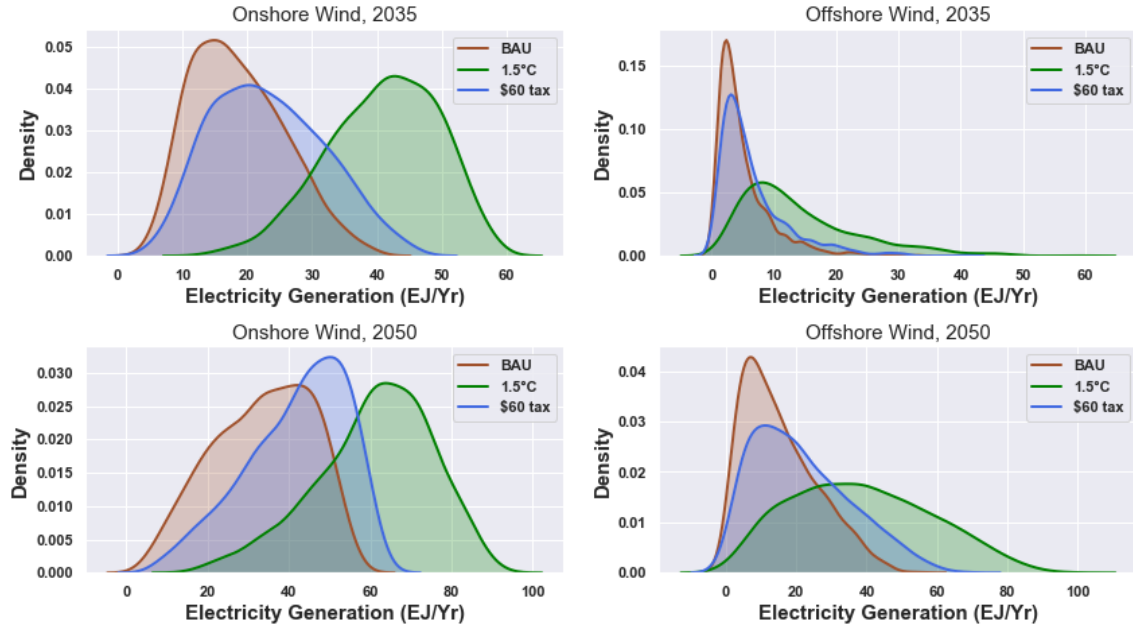 Onshore Wind, 2035
Density
0.05
0.04
0.03
0.02
0.01
0.00
0 10 20 30 40 50 60
Electricity Generation (EJ/Yr)
BAU
1.5°C
$60 tax
Offshore Wind, 2035
Density
0.15
0.10
0.05
0.00
0 10 20 30 40 50 60
Electricity Generation (EJ/Yr)
BAU
1.5°C
$60 tax
Onshore Wind, 2050
Density
0.030
0.025
0.020
0.015
0.010
0.005
0.000
0 20 40 60 80 100
Electricity Generation (EJ/Yr)
BAU
1.5°C
$60 tax
Offshore Wind, 2050
Density
0.04
0.03
0.02
0.01
0.00
0 20 40 60 80 100
Electricity Generation (EJ/Yr)
BAU
1.5°C
$60 tax